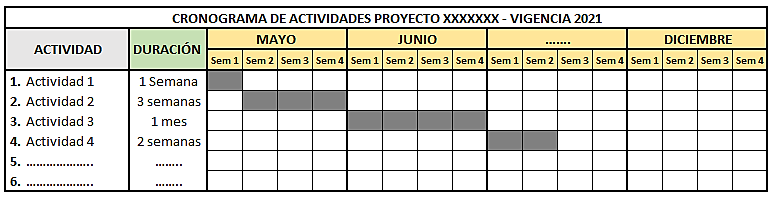 CRONOGRAMA DE ACTIVIDADES PROYECTO XXXXXXX - VIGENCIA 2021
ACTIVIDAD DURACIÓN MAYO JUNIO ....... DICIEMBRE
Sem 1 Sem 2 Sem 3 Sem 4 Sem 1 Sem 2 Sem 3 Sem 4 Sem 1 Sem 2 Sem 3 Sem 4 Sem 1 Sem 2 Sem 3 Sem 4
1. Actividad 1 1 Semana
2. Actividad 2 3 semanas
3. Actividad 3 1 mes
4. Actividad 4 2 semanas
5. ……………….. ……..
6. ……………….. ……..